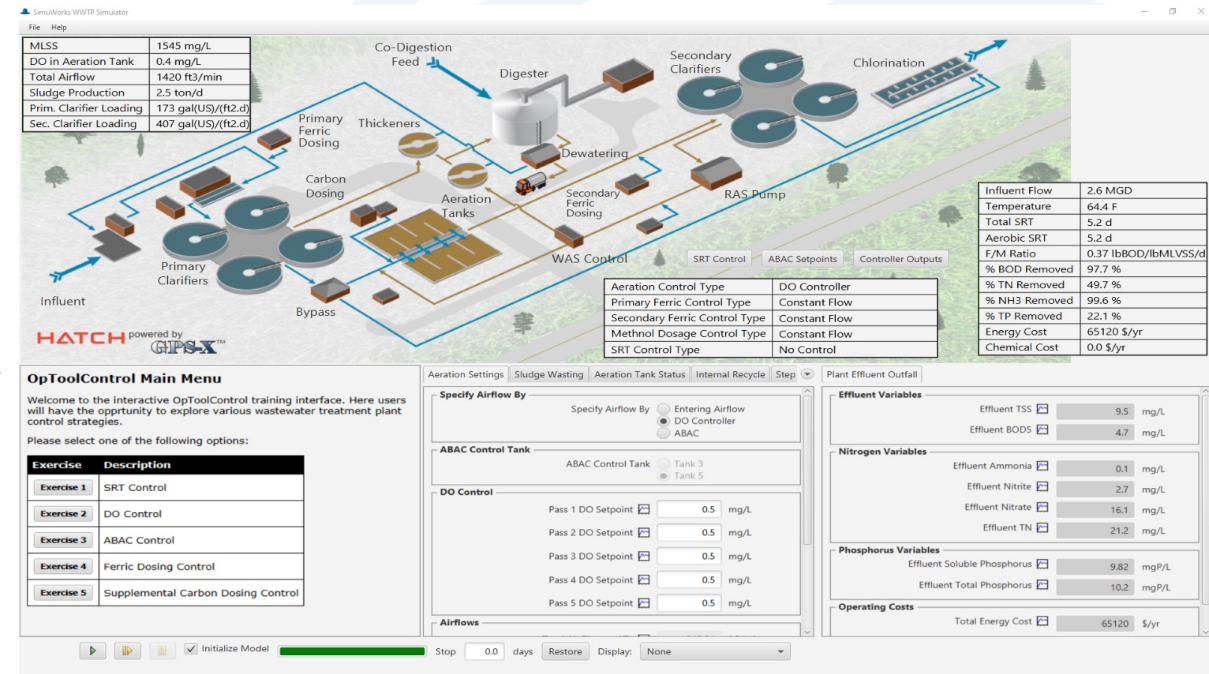 SimuWorks WWTP Simulator
File Help
MLSS 1545 mg/L
DO in Aeration Tank 0.4 mg/L
Total Airflow 1420 ft3/min
Sludge Production 2.5 ton/d
Prim. Clarifier Loading 173 gal(US)/(ft2.d)
Sec. Clarifier Loading 407 gal(US)/(ft2.d)
Co-Digestion
Feed
Digester
Secondary
Clarifiers
Chlorination
Primary
Ferric
Dosing
Thickeners
Dewatering
Carbon
Dosing
Aeration
Tanks
Secondary
Ferric
Dosing
RAS Pump
WAS Control
Primary
Clarifiers
Influent
Bypass
HATCH powered by
GPS-X™
SRT Control ABAC Setpoints Controller Outputs
Aeration Control Type DO Controller
Primary Ferric Control Type Constant Flow
Secondary Ferric Control Type Constant Flow
Methnol Dosage Control Type Constant Flow
SRT Control Type No Control
Influent Flow 2.6 MGD
Temperature 64.4 F
Total SRT 5.2 d
Aerobic SRT 5.2 d
F/M Ratio 0.37 lbBOD/lbMLVSS/d
% BOD Removed 97.7 %
% TN Removed 49.7 %
% NH3 Removed 99.6 %
% TP Removed 22.1 %
Energy Cost 65120 $/yr
Chemical Cost 0.0 $/yr
OpToolControl Main Menu
Welcome to the interactive OpToolControl training interface. Here users
will have the opprtunity to explore various wastewater treatment plant
control strategies.
Please select one of the following options:
Exercise Description
Exercise 1 SRT Control
Exercise 2 DO Control
Exercise 3 ABAC Control
Exercise 4 Ferric Dosing Control
Exercise 5 Supplemental Carbon Dosing Control
Aeration Settings Sludge Wasting Aeration Tank Status Internal Recycle Step
Specify Airflow By
Specify Airflow By Entering Airflow
DO Controller
ABAC
ABAC Control Tank
ABAC Control Tank Tank 3
Tank 5
DO Control
Pass 1 DO Setpoint 0.5 mg/L
Pass 2 DO Setpoint 0.5 mg/L
Pass 3 DO Setpoint 0.5 mg/L
Pass 4 DO Setpoint 0.5 mg/L
Pass 5 DO Setpoint 0.5 mg/L
Airflows
Plant Effluent Outfall
Effluent Variables
Effluent TSS 9.5 mg/L
Effluent BOD5 4.7 mg/L
Nitrogen Variables
Effluent Ammonia 0.1 mg/L
Effluent Nitrite 2.7 mg/L
Effluent Nitrate 16.1 mg/L
Effluent TN 21.2 mg/L
Phosphorus Variables
Effluent Soluble Phosphorus 9.82 mgP/L
Effluent Total Phosphorus 10.2 mgP/L
Operating Costs
Total Energy Cost 65120 $/yr
Initialize Model Stop 0.0 days Restore Display: None